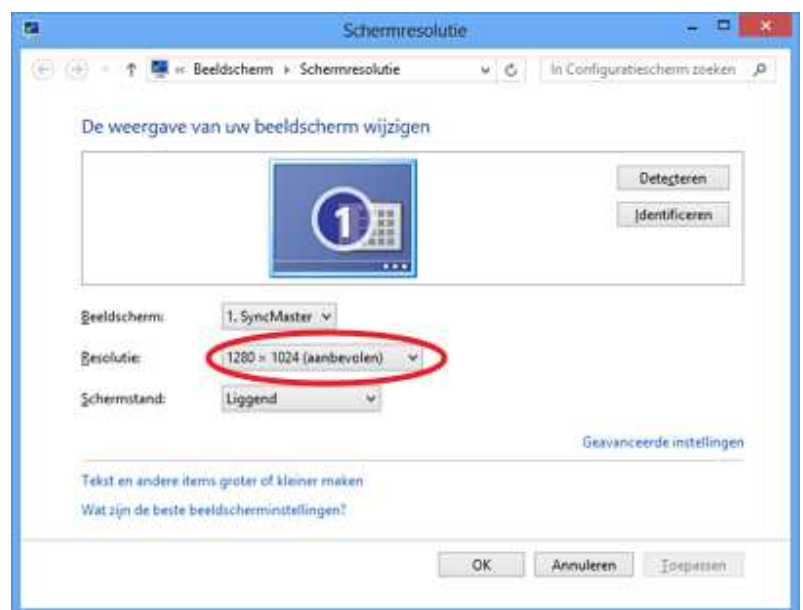 Schermresolutie
« Beeldscherm ▸ Schermresolutie
In Configuratiescherm zoeken
De weergave van uw beeldscherm wijzigen
1
Detecteren
Identificeren
Beeldscherm: 1. SyncMaster
Resolutie: 1280 × 1024 (aanbevolen)
Schermstand: Liggend
Geavanceerde instellingen
Tekst en andere items groter of kleiner maken
Wat zijn de beste beeldscherminstellingen?
OK Annuleren Toepassen